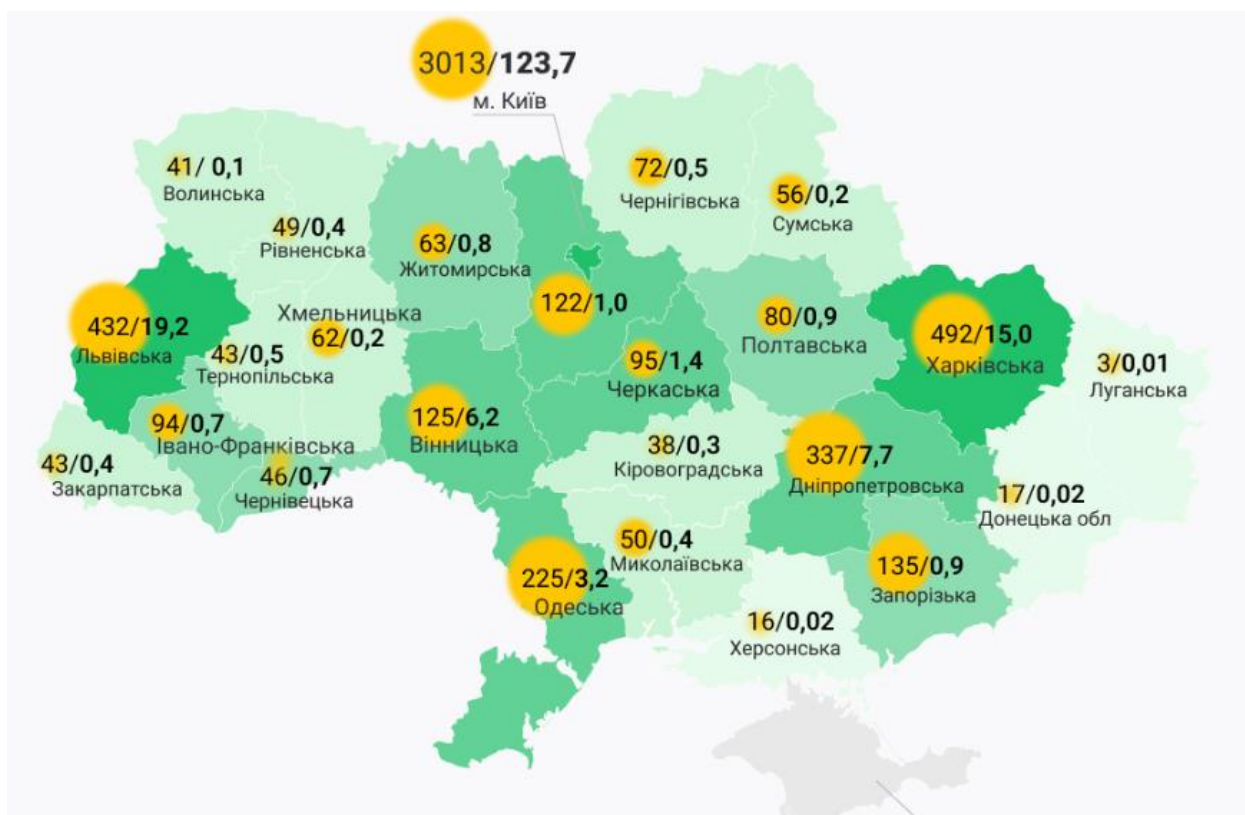 3013/123,7
м. Київ
41/ 0,1
Волинська
49/0,4
Рівненська
63/0,8
Житомирська
72/0,5
Чернігівська
56/0,2
Сумська
432/19,2
Львівська
Хмельницька
62/0,2
43/0,5
Тернопільська
122/1,0
95/1,4
Черкаська
80/0,9
Полтавська
492/15,0
Харківська
3/0,01
Луганська
94/0,7
Івано-Франківська
125/6,2
Вінницька
38/0,3
Кіровоградська
337/7,7
Дніпропетровська
43/0,4
Закарпатська
46/0,7
Чернівецька
17/0,02
Донецька обл
225/3,2
Одеська
50/0,4
Миколаївська
135/0,9
Запорізька
16/0,02
Херсонська